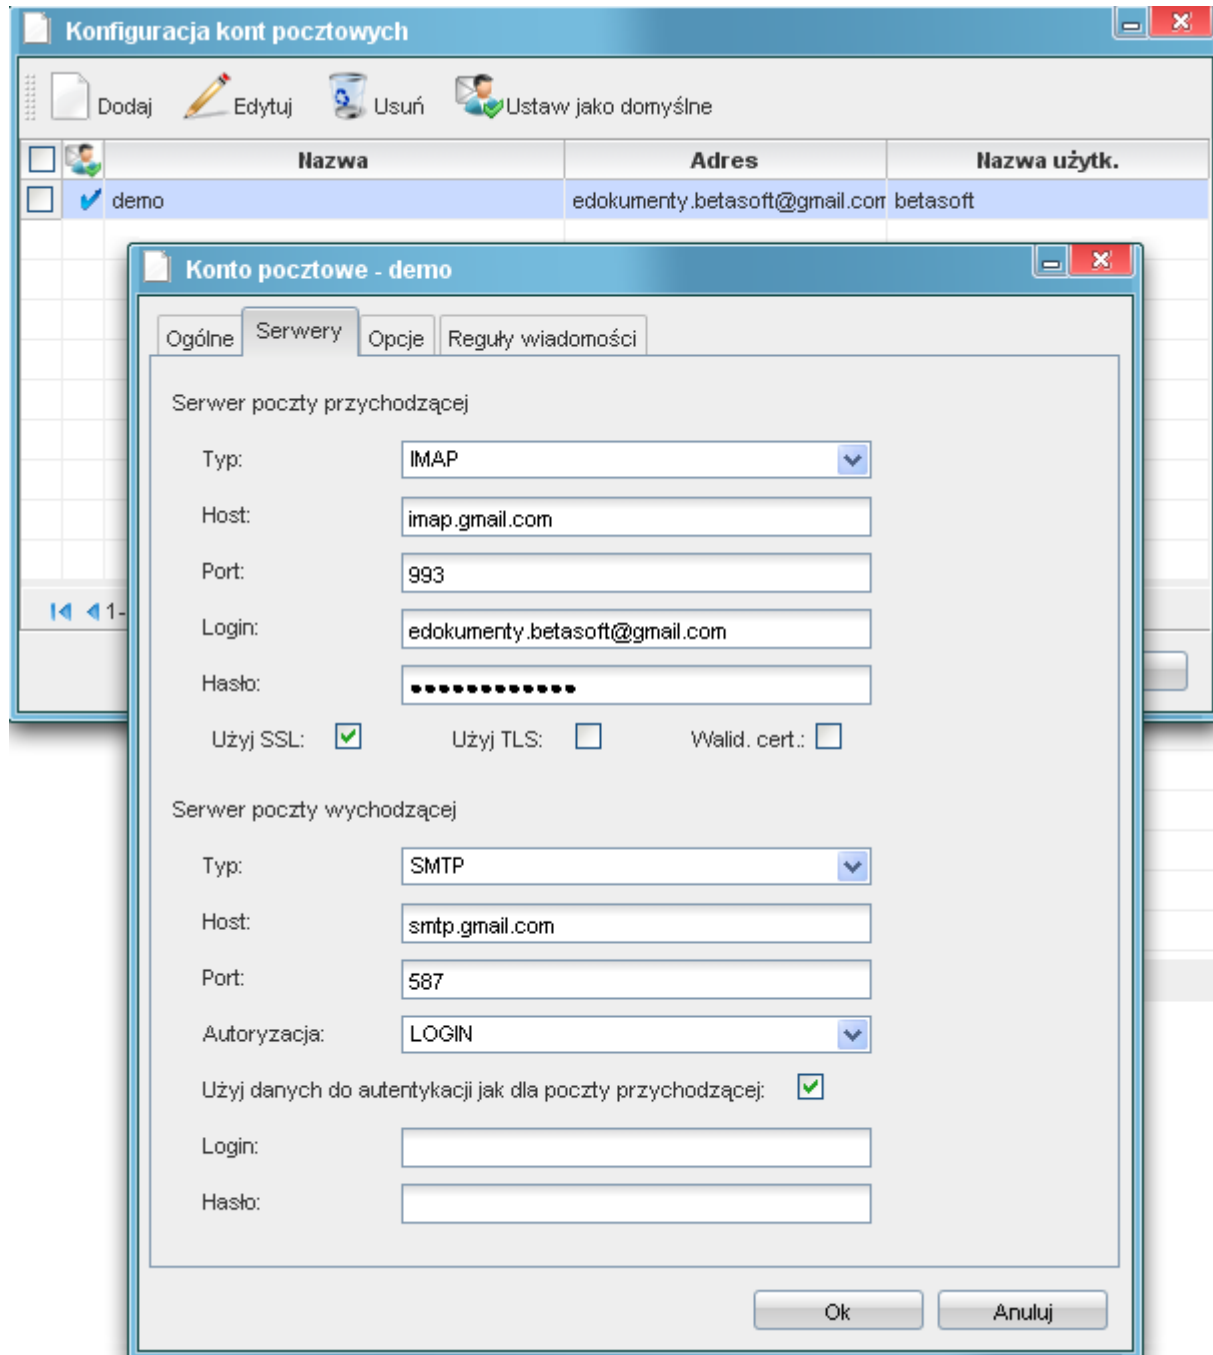 Konfiguracja kont pocztowych
Dodaj Edytuj Usuń Ustaw jako domyślne
Nazwa Adres Nazwa użytk.
demo edokumenty.betasoft@gmail.com betasoft
Konto pocztowe - demo
Ogólne Serwery Opcje Reguły wiadomości
Serwer poczty przychodzącej
Typ: IMAP
Host: imap.gmail.com
Port: 993
1-
Login: edokumenty.betasoft@gmail.com
Hasło: ••••••••••••
Użyj SSL: Użyj TLS: Walid. cert.:
Serwer poczty wychodzącej
Typ: SMTP
Host: smtp.gmail.com
Port: 587
Autoryzacja: LOGIN
Użyj danych do autentykacji jak dla poczty przychodzącej:
Login:
Hasło:
Ok Anuluj